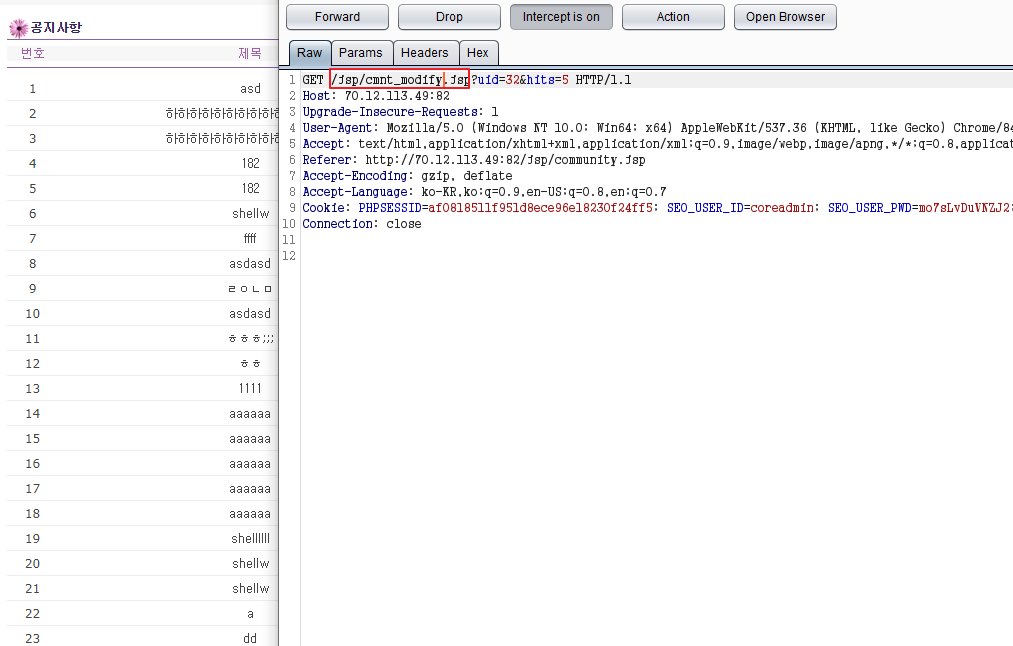 공지사항
번호 제목
1 asd
2 하하하하하하하하하
3 하하하하하하하하하
4 182
5 182
6 shellw
7 ffff
8 asdasd
9 ㄹㅇㄴㅁ
10 asdasd
11 ㅎㅎㅎ;;;
12 ㅎㅎ
13 1111
14 aaaaaa
15 aaaaaa
16 aaaaaa
17 aaaaaa
18 aaaaaa
19 shellllll
20 shellw
21 shellw
22 a
23 dd
Forward Drop Intercept is on Action Open Browser
Raw Params Headers Hex
1 GET /jsp/cmnt_modify.jsp?uid=32&hits=5 HTTP/1.1
2 Host: 70.12.113.49:82
3 Upgrade-Insecure-Requests: 1
4 User-Agent: Mozilla/5.0 (Windows NT 10.0; Win64; x64) AppleWebKit/537.36 (KHTML, like Gecko) Chrome/84
5 Accept: text/html,application/xhtml+xml,application/xml;q=0.9,image/webp,image/apng,*/*;q=0.8,applicat
6 Referer: http://70.12.113.49:82/jsp/community.jsp
7 Accept-Encoding: gzip, deflate
8 Accept-Language: ko-KR,ko;q=0.9,en-US;q=0.8,en;q=0.7
9 Cookie: PHPSESSID=af0818511f951d8ece96e18230f24ff5; SEO_USER_ID=coreadmin; SEO_USER_PWD=mo7sLvDuVNZJ2;
10 Connection: close
11
12